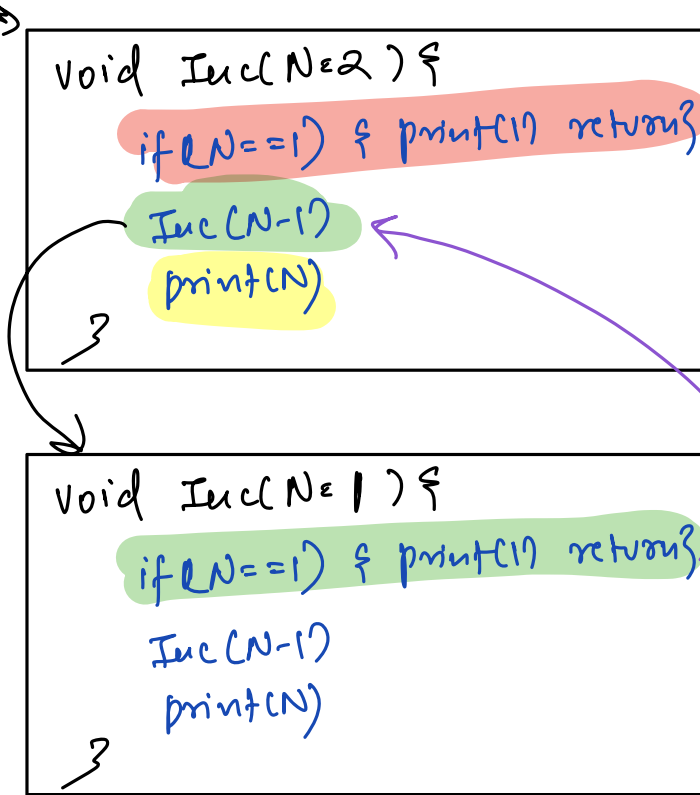 void Inc(N=2) {
if(N==1) { print(1) return}
Inc(N-1)
print(N)
}
void Inc(N=1) {
if(N==1) { print(1) return}
Inc(N-1)
print(N)
}